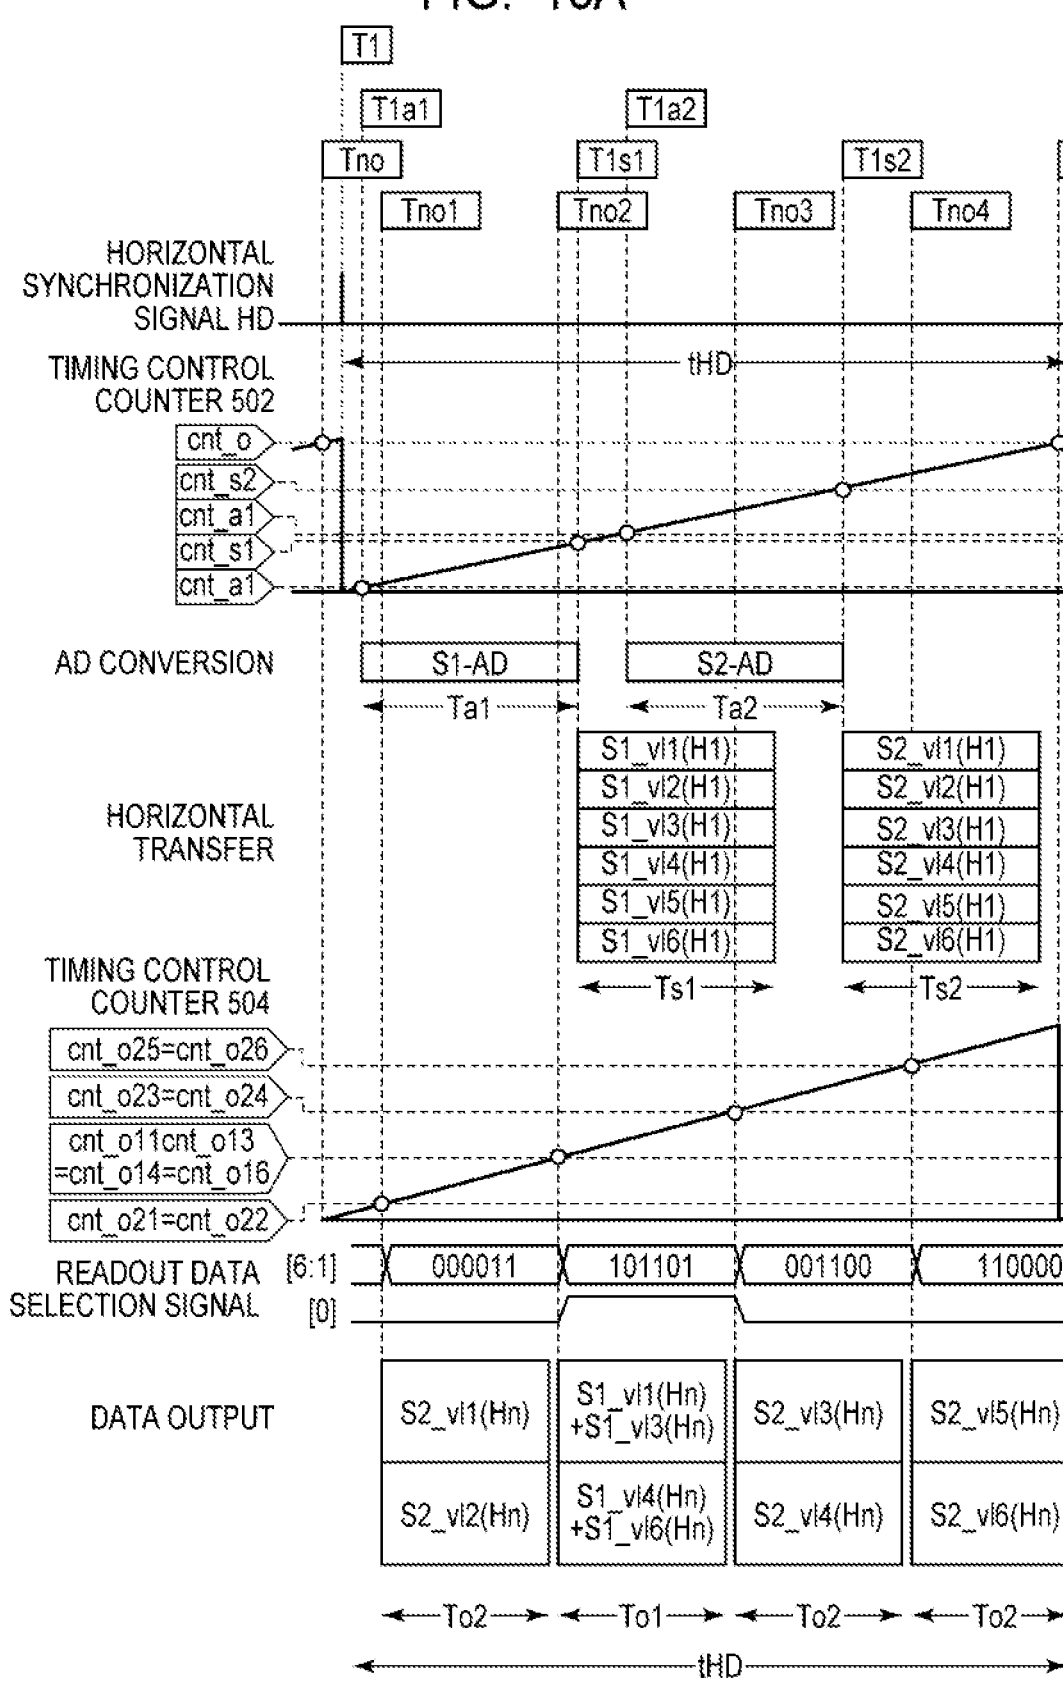 T1
T1a1
T1a2
Tno
T1s1
T1s2
Tno1
Tno2
Tno3
Tno4
HORIZONTAL
SYNCHRONIZATION
SIGNAL HD
tHD
TIMING CONTROL
COUNTER 502
cnt_o
cnt_s2
cnt_a1
cnt_s1
cnt_a1
AD CONVERSION
S1-AD
S2-AD
Ta1
Ta2
HORIZONTAL
TRANSFER
S1_vl1(H1)
S1_vl2(H1)
S1_vl3(H1)
S1_vl4(H1)
S1_vl5(H1)
S1_vl6(H1)
S2_vl1(H1)
S2_vl2(H1)
S2_vl3(H1)
S2_vl4(H1)
S2_vl5(H1)
S2_vl6(H1)
Ts1
Ts2
TIMING CONTROL
COUNTER 504
cnt_o25=cnt_o26
cnt_o23=cnt_o24
cnt_o11cnt_o13
=cnt_o14=cnt_o16
cnt_o21=cnt_o22
READOUT DATA
SELECTION SIGNAL
[6:1]
000011
101101
001100
110000
[0]
DATA OUTPUT
S2_vl1(Hn)
S1_vl1(Hn)
+S1_vl3(Hn)
S2_vl3(Hn)
S2_vl5(Hn)
S2_vl2(Hn)
S1_vl4(Hn)
+S1_vl6(Hn)
S2_vl4(Hn)
S2_vl6(Hn)
To2
To1
To2
To2
tHD